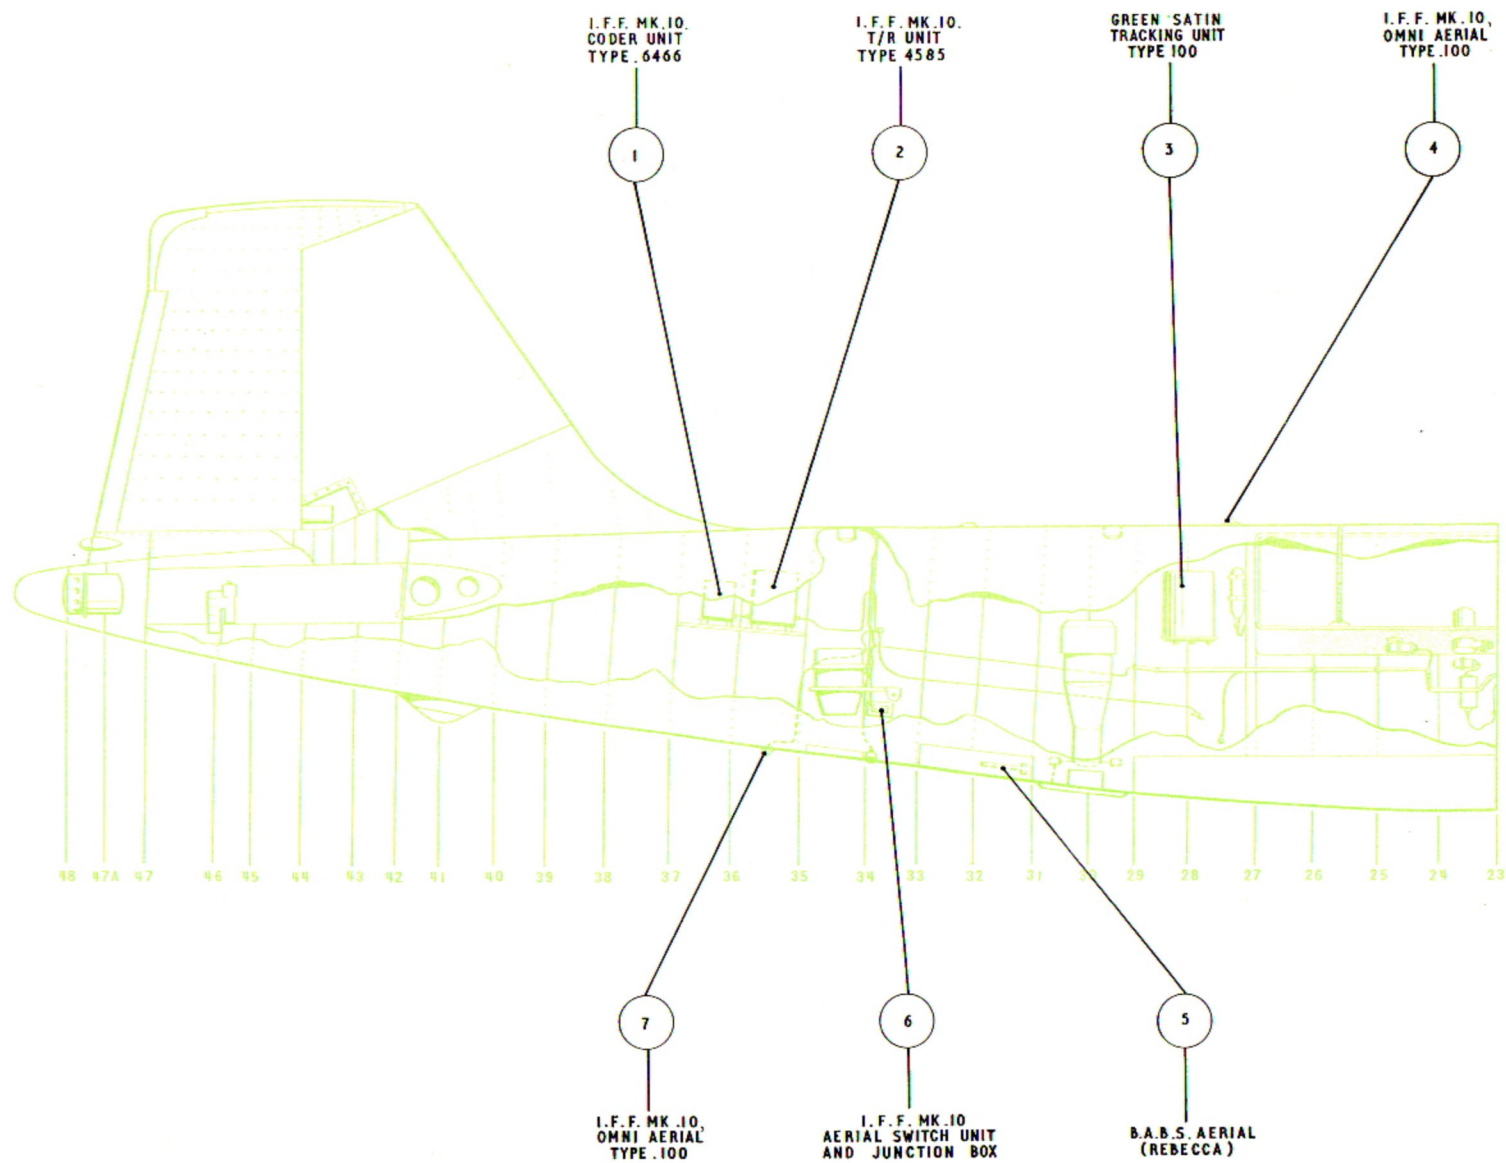 I.F.F. MK.10.
CODER UNIT
TYPE.6466
I.F.F. MK.10.
T/R UNIT
TYPE 4585
GREEN SATIN
TRACKING UNIT
TYPE 100
I.F.F. MK.10,
OMNI AERIAL
TYPE.100
1
2
3
4
48 47A 47 46 45 44 43 42 41 40 39 38 37 36 35 34 33 32 31 30 29 28 27 26 25 24 23
7
6
5
I.F.F. MK.10,
OMNI AERIAL
TYPE.100
I.F.F. MK.10
AERIAL SWITCH UNIT
AND JUNCTION BOX
B.A.B.S. AERIAL
(REBECCA)